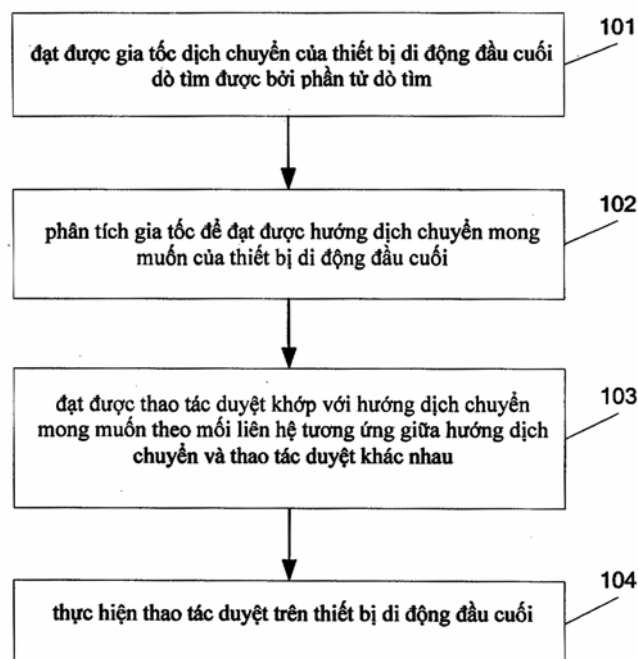 101
đạt được gia tốc dịch chuyển của thiết bị di động đầu cuối
dò tìm được bởi phần tử dò tìm
102
phân tích gia tốc để đạt được hướng dịch chuyển mong
muốn của thiết bị di động đầu cuối
103
đạt được thao tác duyệt khớp với hướng dịch chuyển
mong muốn theo mối liên hệ tương ứng giữa hướng dịch
chuyển và thao tác duyệt khác nhau
104
thực hiện thao tác duyệt trên thiết bị di động đầu cuối